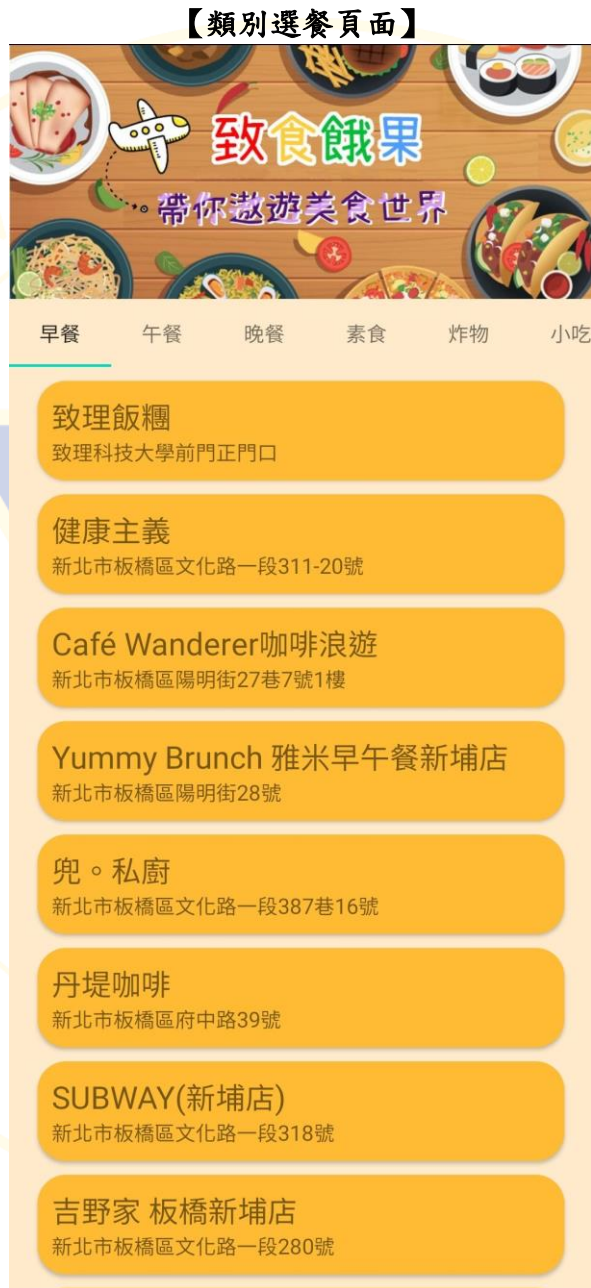 【類別選餐頁面】
致食餓果
帶你遨遊美食世界
早餐 午餐 晚餐 素食 炸物 小吃
致理飯糰
致理科技大學前門正門口
健康主義
新北市板橋區文化路一段311-20號
Café Wanderer咖啡浪遊
新北市板橋區陽明街27巷7號1樓
Yummy Brunch 雅米早午餐新埔店
新北市板橋區陽明街28號
兜。私廚
新北市板橋區文化路一段387巷16號
丹堤咖啡
新北市板橋區府中路39號
SUBWAY(新埔店)
新北市板橋區文化路一段318號
吉野家 板橋新埔店
新北市板橋區文化路一段280號